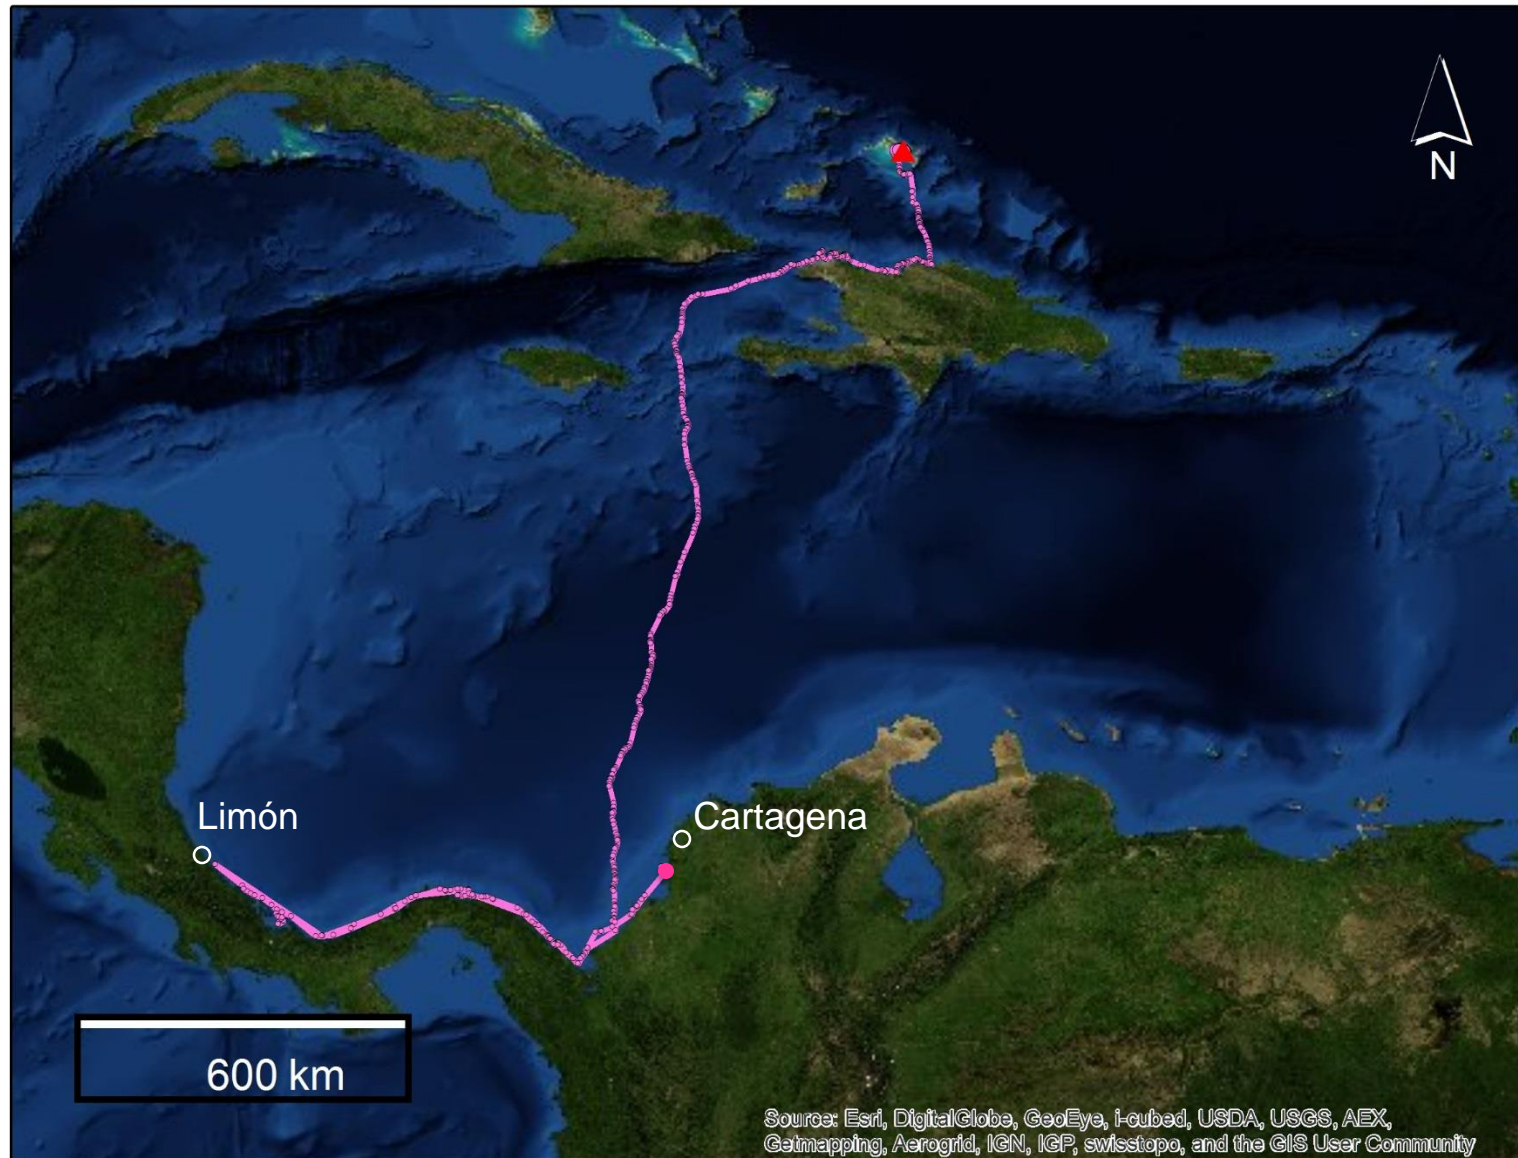 N
Limón
Cartagena
600 km
Source: Esri, DigitalGlobe, GeoEye, i-cubed, USDA, USGS, AEX,
Getmapping, Aerogrid, IGN, IGP, swisstopo, and the GIS User Community